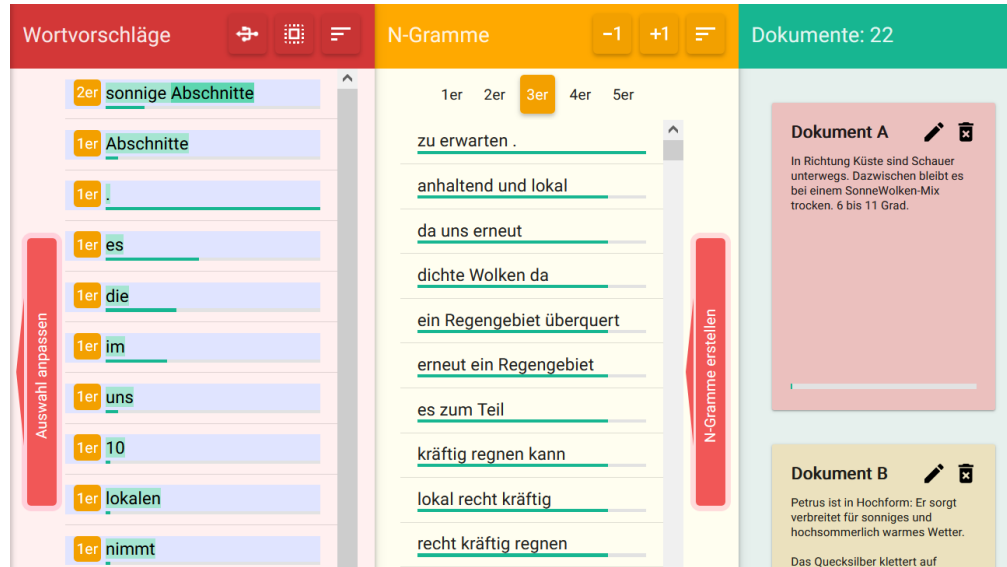 Wortvorschläge
2er sonnige Abschnitte
1er Abschnitte
1er .
1er es
1er die
1er im
1er uns
1er 10
1er lokalen
1er nimmt
Auswahl anpassen
N-Gramme
−1
+1
1er 2er 3er 4er 5er
zu erwarten .
anhaltend und lokal
da uns erneut
dichte Wolken da
ein Regengebiet überquert
erneut ein Regengebiet
es zum Teil
kräftig regnen kann
lokal recht kräftig
recht kräftig regnen
N-Gramme erstellen
Dokumente: 22
Dokument A
In Richtung Küste sind Schauer
unterwegs. Dazwischen bleibt es
bei einem SonneWolken-Mix
trocken. 6 bis 11 Grad.
Dokument B
Petrus ist in Hochform: Er sorgt
verbreitet für sonniges und
hochsommerlich warmes Wetter.
Das Quecksilber klettert auf